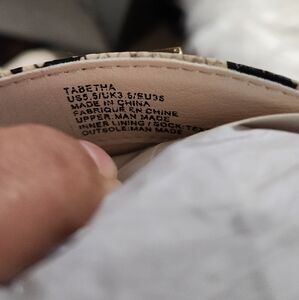 TABETHA
US5.5/UK3.5/EU35
MADE IN CHINA
FABRIQUE EN CHINE
UPPER:MAN MADE
INNER LINING / SOCK:
OUTSOLE:MAN MADE